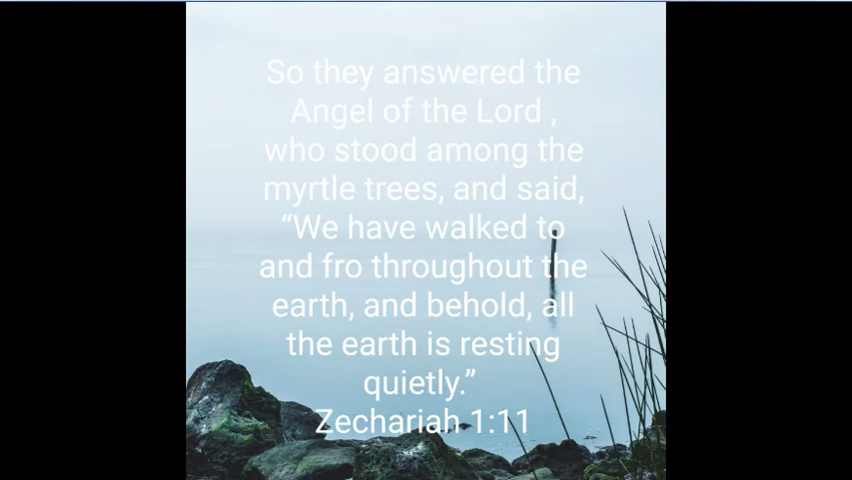 So they answered the
Angel of the Lord ,
who stood among the
myrtle trees, and said,
“We have walked to
and fro throughout the
earth, and behold, all
the earth is resting
quietly.”
Zechariah 1:11